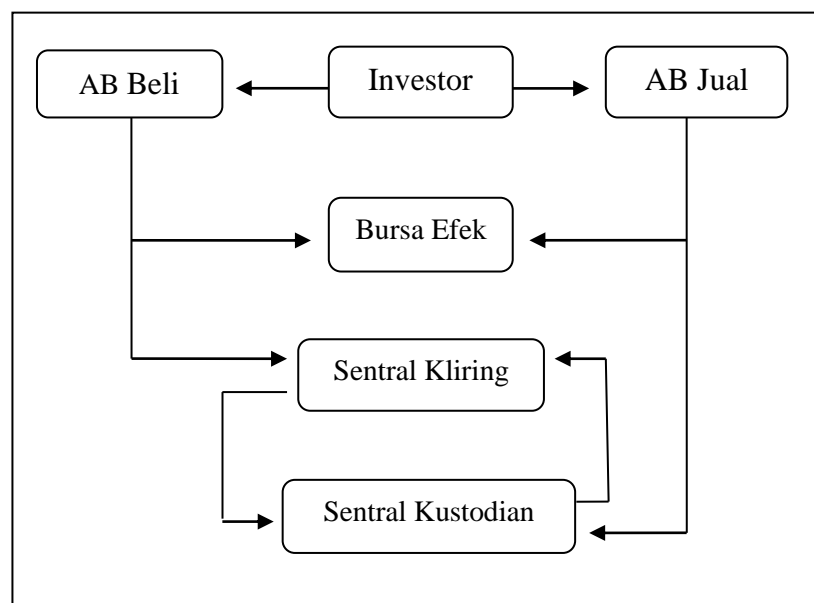 AB Beli
Investor
AB Jual
Bursa Efek
Sentral Kliring
Sentral Kustodian